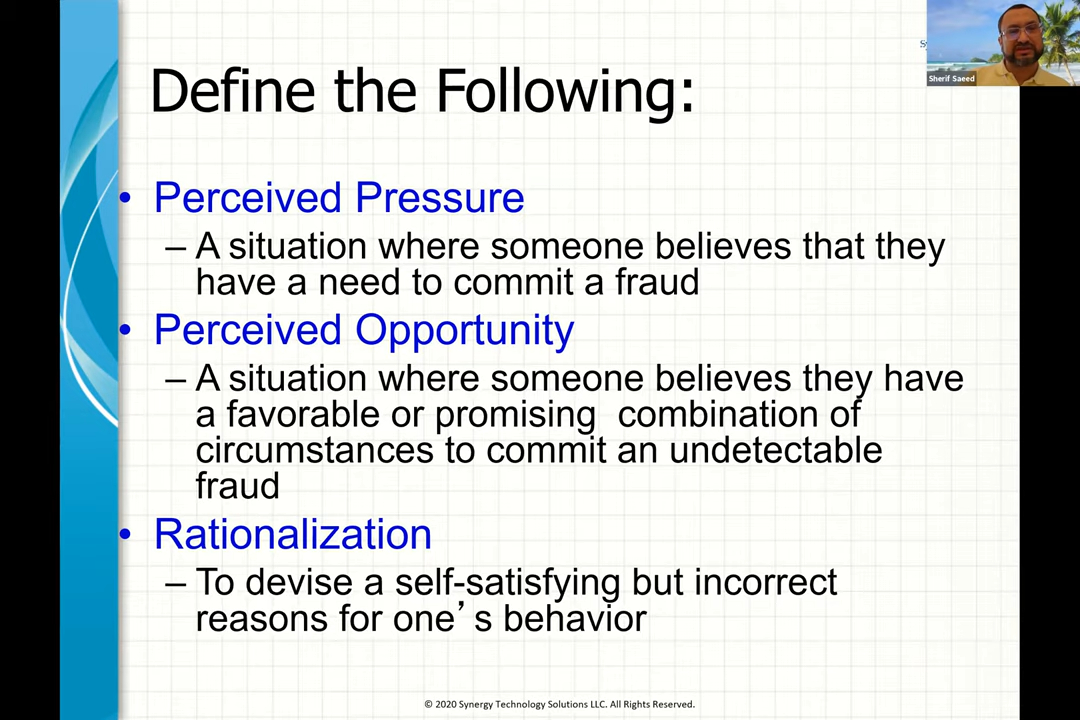 Define the Following:
Sherif Saeed
• Perceived Pressure
– A situation where someone believes that they
have a need to commit a fraud
• Perceived Opportunity
– A situation where someone believes they have
a favorable or promising combination of
circumstances to commit an undetectable
fraud
• Rationalization
– To devise a self-satisfying but incorrect
reasons for one’s behavior
© 2020 Synergy Technology Solutions LLC. All Rights Reserved.